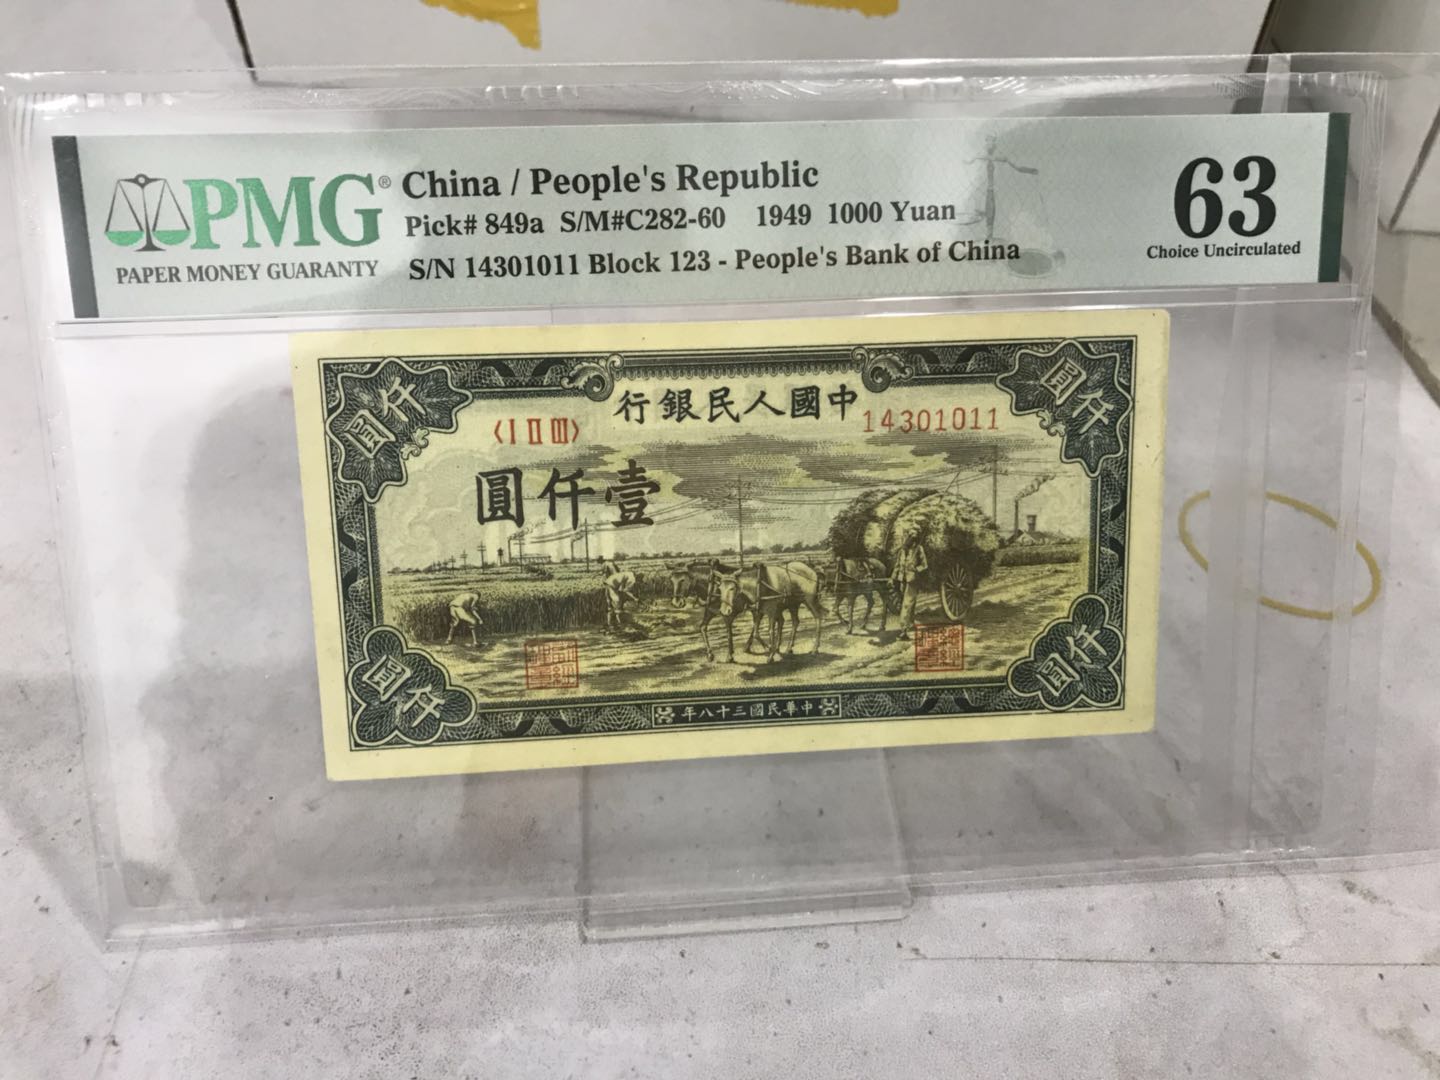 PMG® China / People's Republic 63
Pick# 849a S/M#C282-60 1949 1000 Yuan
Choice Uncirculated
PAPER MONEY GUARANTY S/N 14301011 Block 123 - People's Bank of China
圓仟 仟圓
行銀民人國中
〈I II III〉 14301011
圓仟壹
圓仟 圓仟
年八十三國民華中